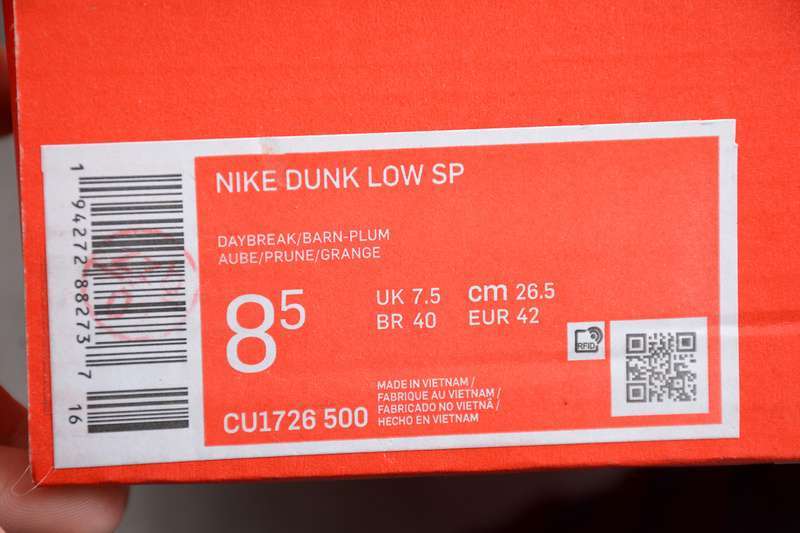 NIKE DUNK LOW SP
DAYBREAK/BARN-PLUM
AUBE/PRUNE/GRANGE
8 5
UK 7.5 cm 26.5
BR 40 EUR 42
RFID
MADE IN VIETNAM /
FABRIQUE AU VIETNAM /
FABRICADO NO VIETNÃ /
HECHO EN VIETNAM
CU1726 500
1 94272 88273 7
16